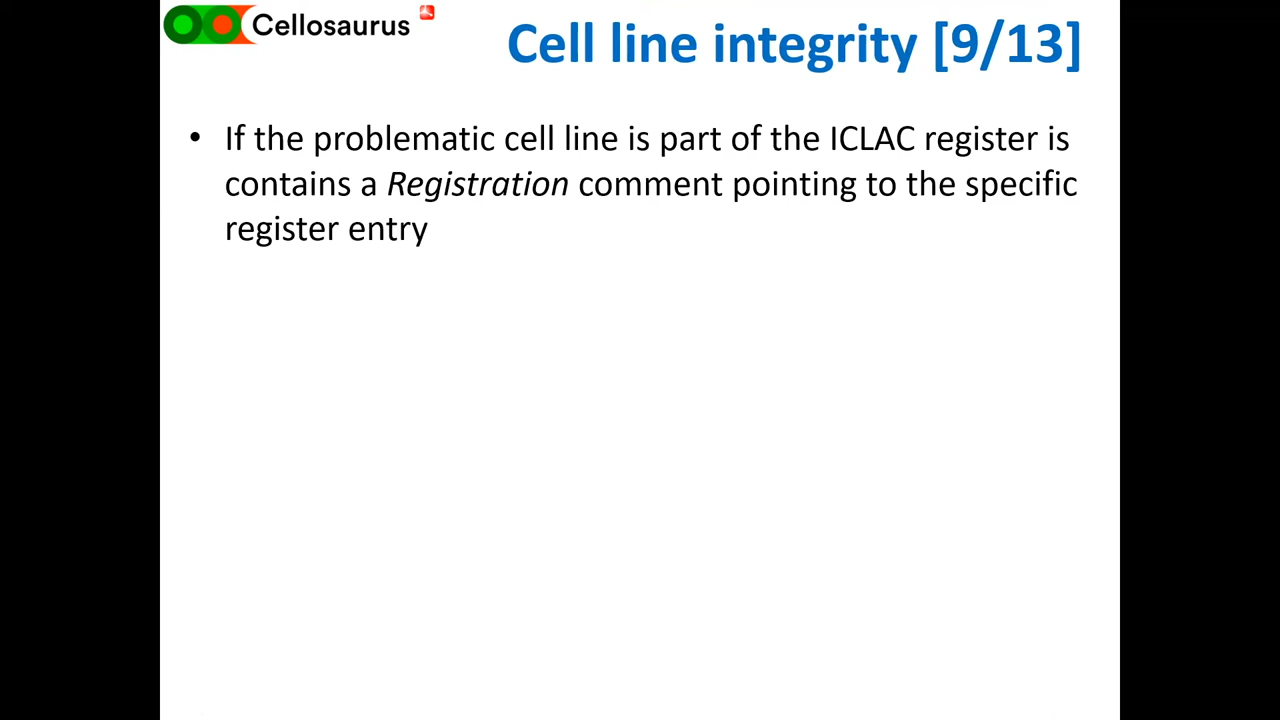 Cellosaurus
Cell line integrity [9/13]
• If the problematic cell line is part of the ICLAC register is
contains a Registration comment pointing to the specific
register entry